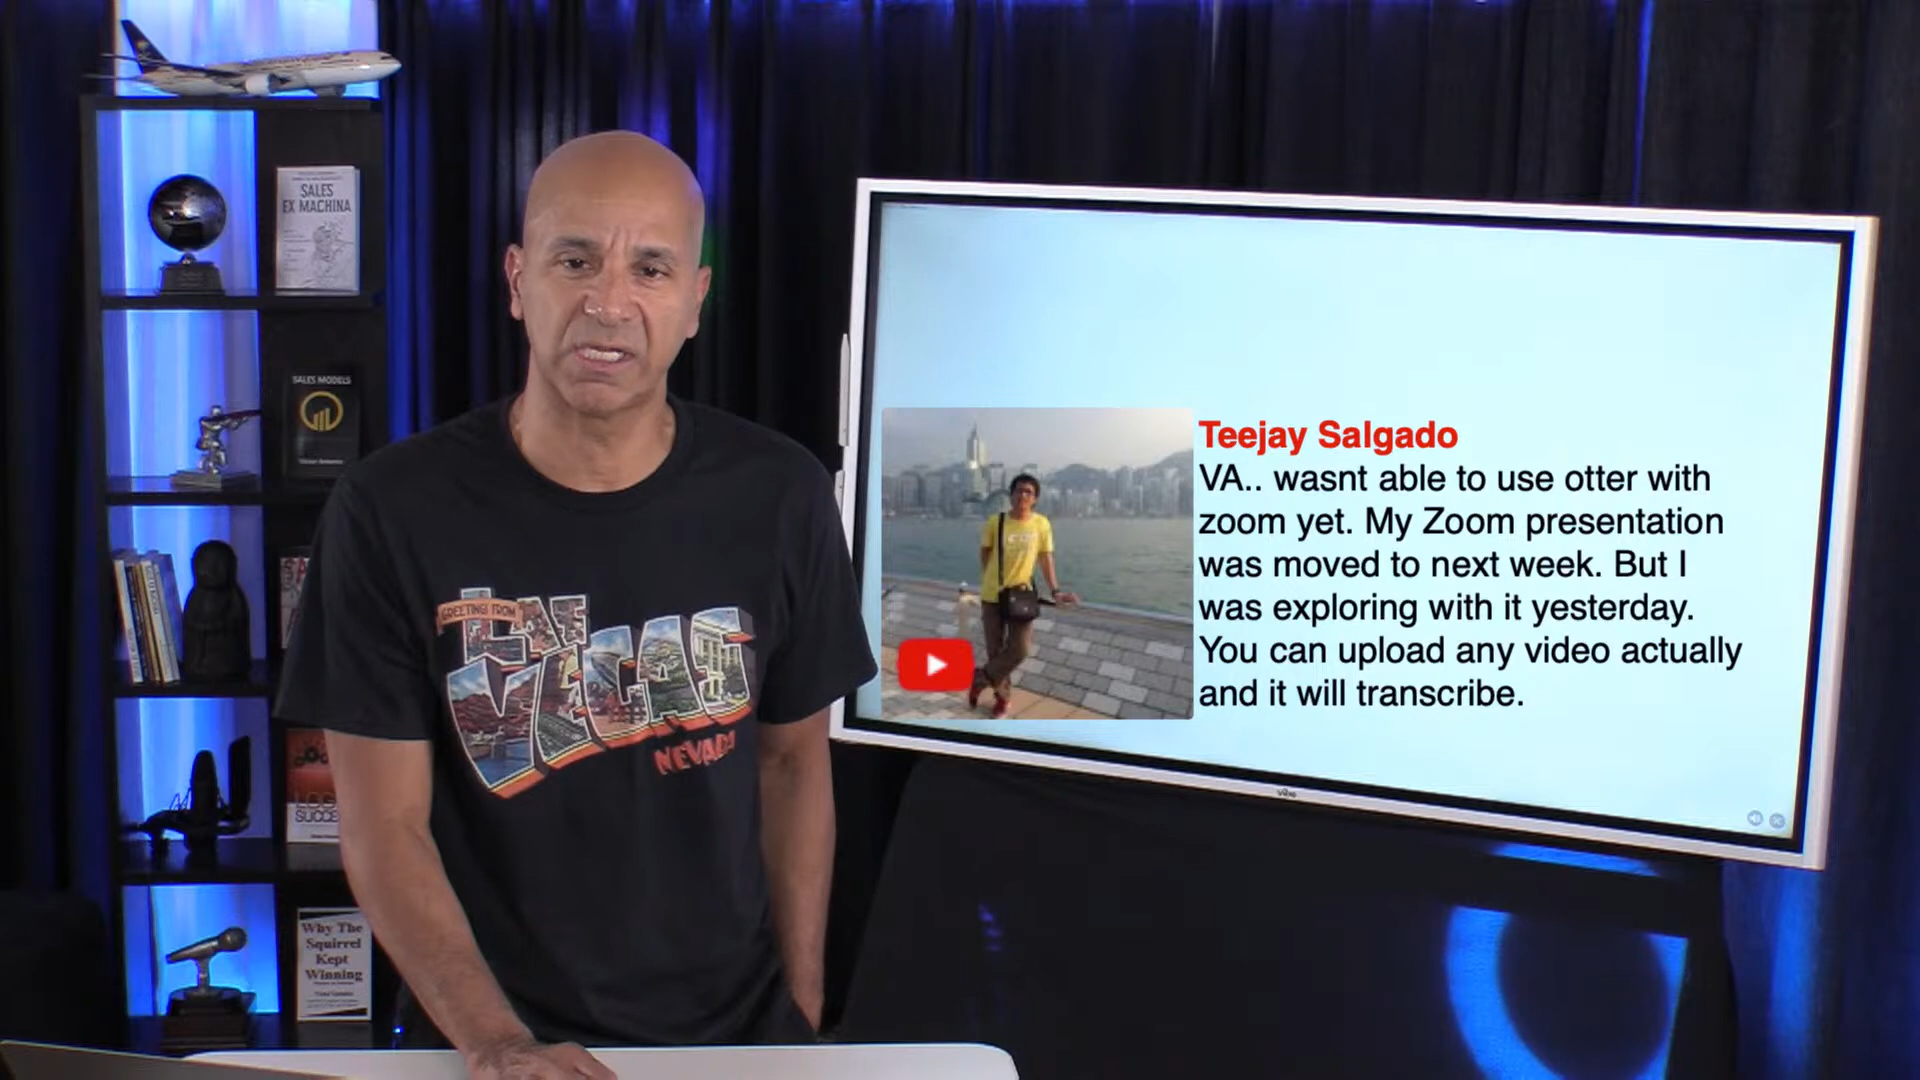 SALES
EX MACHINA
SALES MODELS
GREETINGS FROM
LAS
VEGAS
NEVADA
Why The
Squirrel
Kept
Winning
Teejay Salgado
VA.. wasnt able to use otter with
zoom yet. My Zoom presentation
was moved to next week. But I
was exploring with it yesterday.
You can upload any video actually
and it will transcribe.
vibe